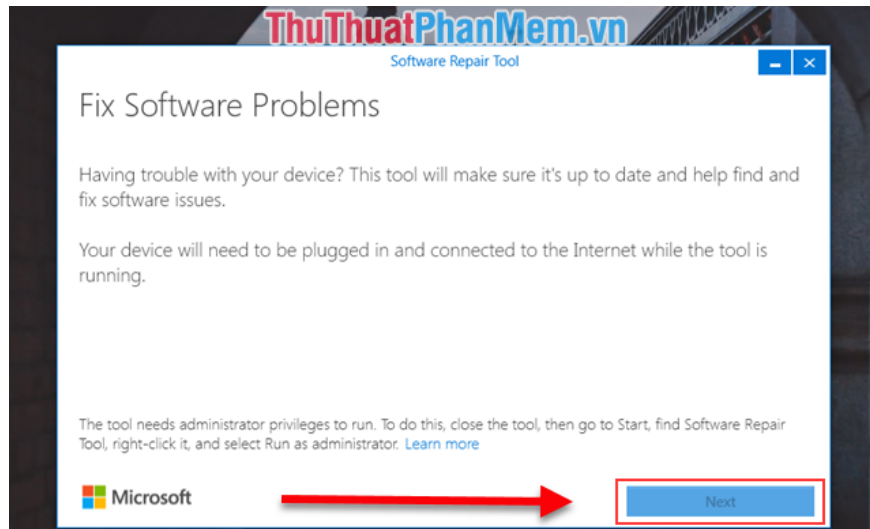 ThuThuatPhanMem.vn
Software Repair Tool
Fix Software Problems
Having trouble with your device? This tool will make sure it's up to date and help find and
fix software issues.
Your device will need to be plugged in and connected to the Internet while the tool is
running.
The tool needs administrator privileges to run. To do this, close the tool, then go to Start, find Software Repair
Tool, right-click it, and select Run as administrator. Learn more
Microsoft
Next